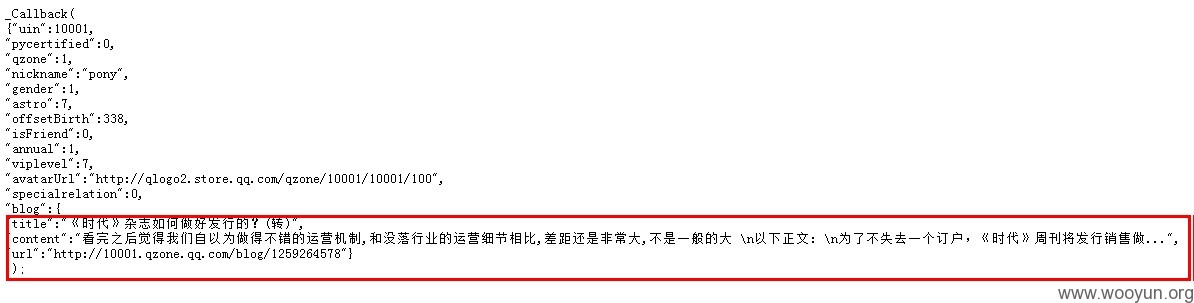 _Callback(
{"uin":10001,
"pycertified":0,
"qzone":1,
"nickname":"pony",
"gender":1,
"astro":7,
"offsetBirth":338,
"isFriend":0,
"annual":1,
"viplevel":7,
"avatarUrl":"http://qlogo2.store.qq.com/qzone/10001/10001/100",
"specialrelation":0,
"blog":{
title":"《时代》杂志如何做好发行的？(转)",
content":"看完之后觉得我们自以为做得不错的运营机制,和没落行业的运营细节相比,差距还是非常大,不是一般的大 \n以下正文：\n为了不失去一个订户，《时代》周刊将发行销售做...",
url":"http://10001.qzone.qq.com/blog/1259264578"}
);
www.wooyun.org